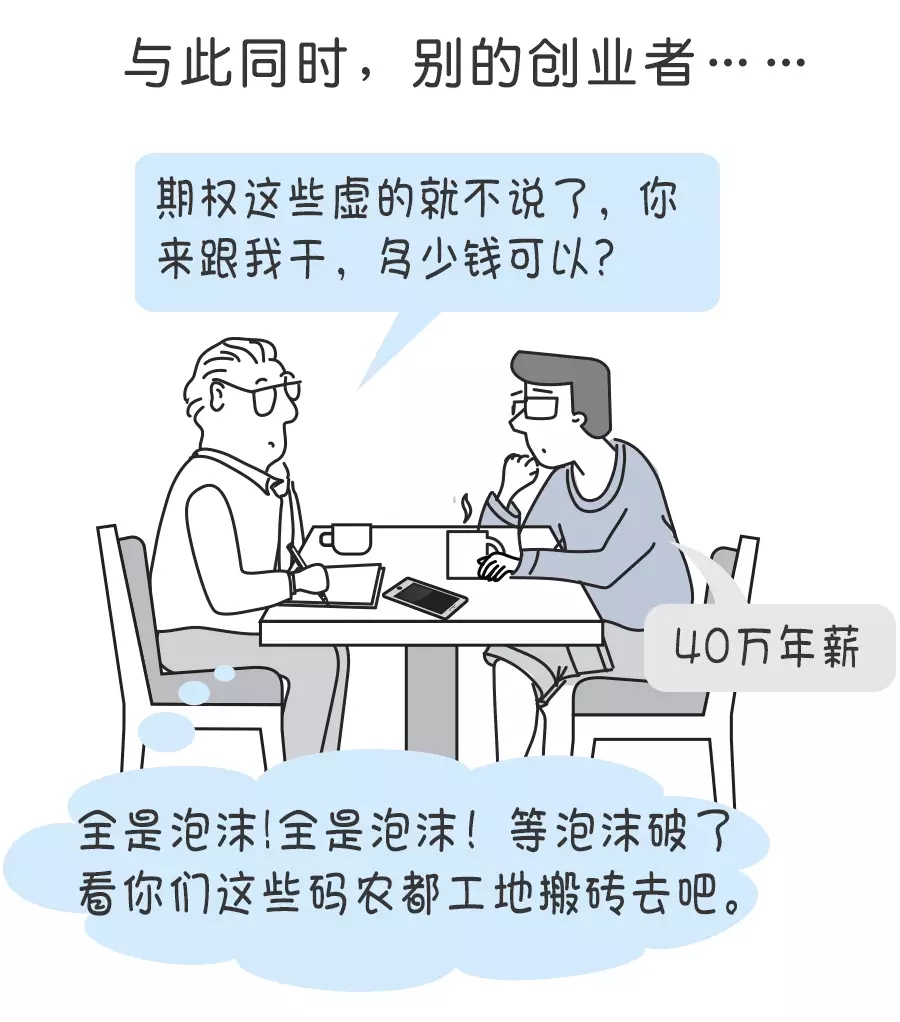 与此同时，别的创业者……
期权这些虚的就不说了，你
来跟我干，多少钱可以？
40万年薪
全是泡沫！全是泡沫！等泡沫破了
看你们这些码农都工地搬砖去吧。